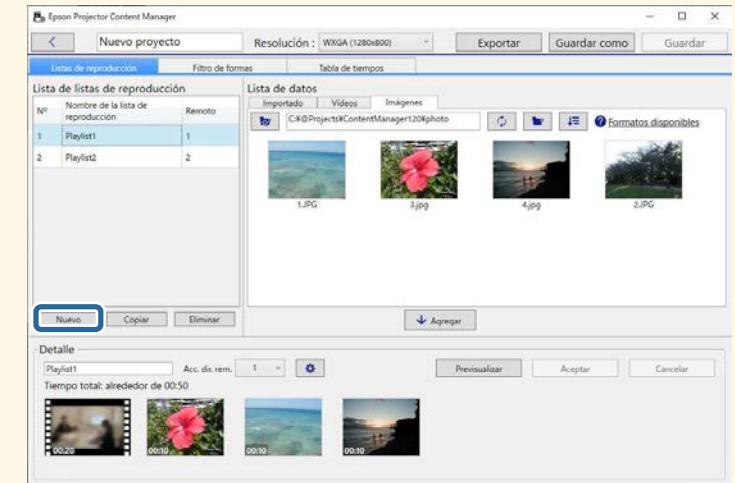 Epson Projector Content Manager
Nuevo proyecto
Resolución :
WXGA (1280x800)
Exportar
Guardar como
Guardar
Listas de reproducción
Filtro de formas
Tabla de tiempos
Lista de listas de reproducción
Nº
Nombre de la lista de
reproducción
Remoto
1
Playlist1
1
2
Playlist2
2
Nuevo
Copiar
Eliminar
Lista de datos
Importado
Vídeos
Imágenes
C:¥@Projects¥ContentManager120¥photo
Formatos disponibles
1.JPG
3.jpg
4.jpg
2.JPG
Agregar
Detalle
Playlist1
Acc. dir. rem.
1
Previsualizar
Aceptar
Cancelar
Tiempo total: alrededor de 00:50
00:20
00:10
00:10
00:10